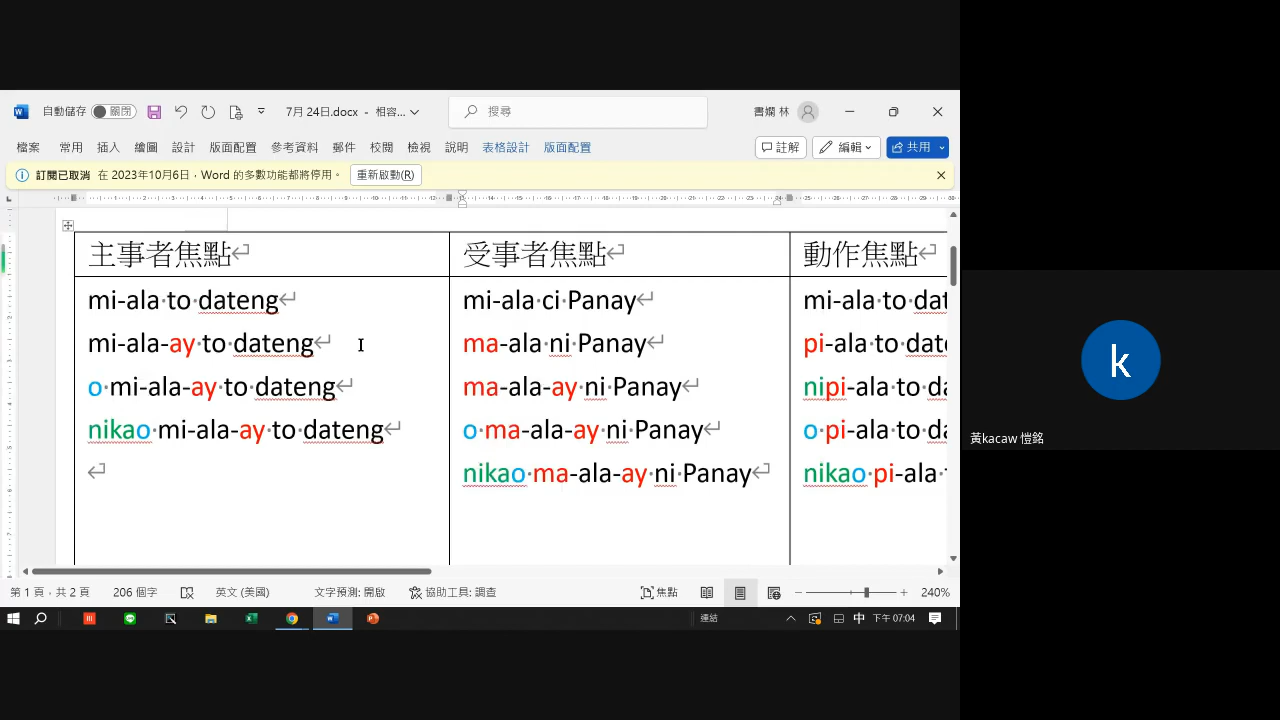 自動儲存 關閉 7月 24日.docx - 相容... 搜尋 書嫻 林
檔案 常用 插入 繪圖 設計 版面配置 參考資料 郵件 校閱 檢視 說明 表格設計 版面配置 註解 編輯 共用
訂閱已取消 在 2023年10月6日，Word 的多數功能都將停用。 重新啟動(R)
主事者焦點 受事者焦點 動作焦點
mi-ala to dateng mi-ala ci Panay mi-ala to dat
mi-ala-ay to dateng ma-ala ni Panay pi-ala to date
o mi-ala-ay to dateng ma-ala-ay ni Panay nipi-ala to da
nikao mi-ala-ay to dateng o ma-ala-ay ni Panay o pi-ala to da
nikao ma-ala-ay ni Panay nikao pi-ala
k
黃kacaw 愷銘
第 1 頁，共 2 頁 206 個字 英文 (美國) 文字預測: 開啟 協助工具: 調查 焦點 240%
連結 中 下午 07:04